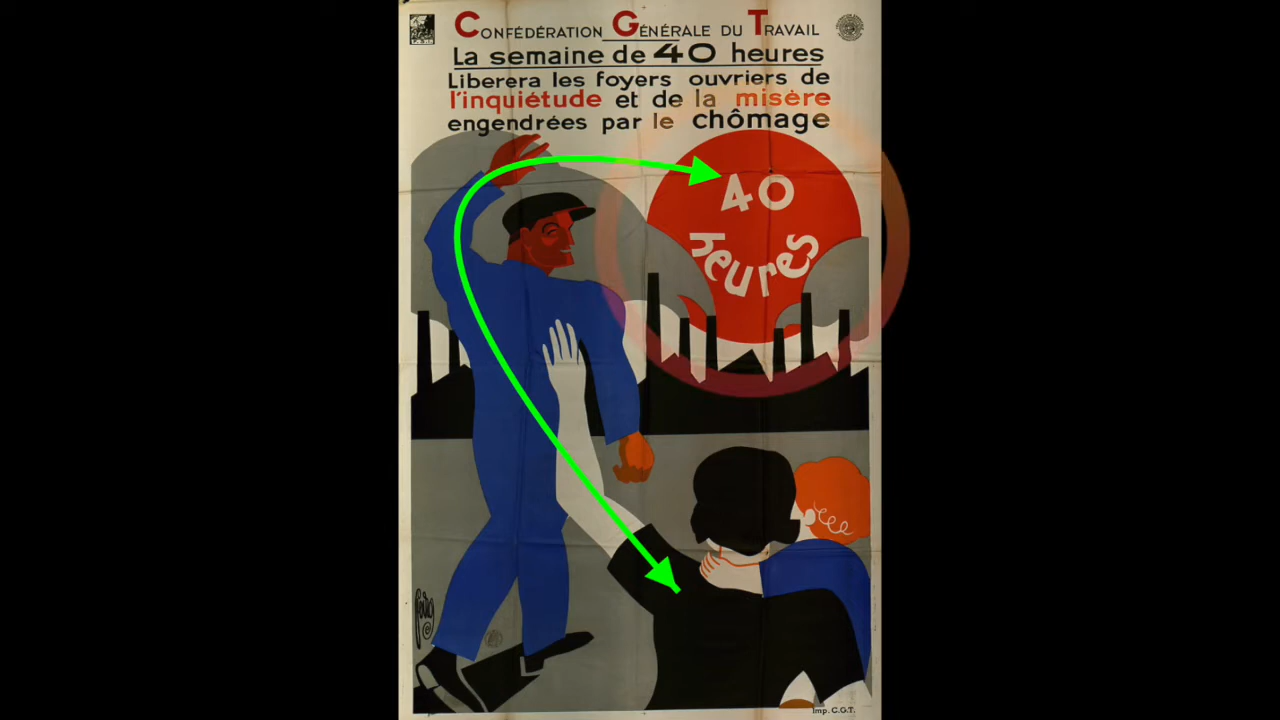 CONFÉDÉRATION GÉNÉRALE DU TRAVAIL
La semaine de 40 heures
Liberera les foyers ouvriers de
l'inquiétude et de la misère
engendrées par le chômage
40
heures
Imp. C.G.T.